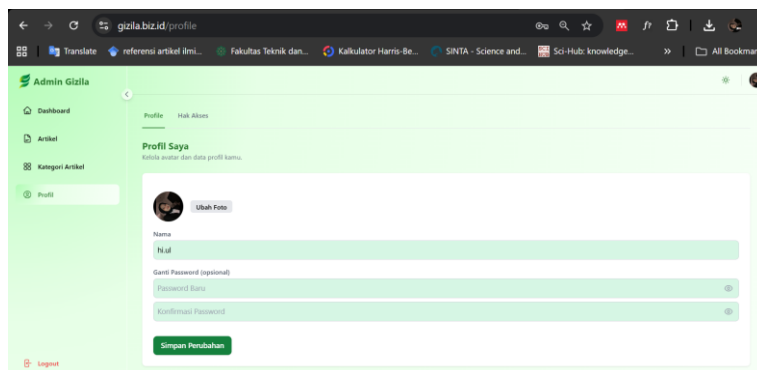 gizila.biz.id/profile
Translate
referensi artikel ilmi...
Fakultas Teknik dan...
Kalkulator Harris-Be...
SINTA - Science and...
Sci-Hub: knowledge...
»
All Bookmar
Admin Gizila
Dashboard
Artikel
Kategori Artikel
Profil
Logout
Profile Hak Akses
Profil Saya
Kelola avatar dan data profil kamu.
Ubah Foto
Nama
hi.ul
Ganti Password (opsional)
Password Baru
Konfirmasi Password
Simpan Perubahan